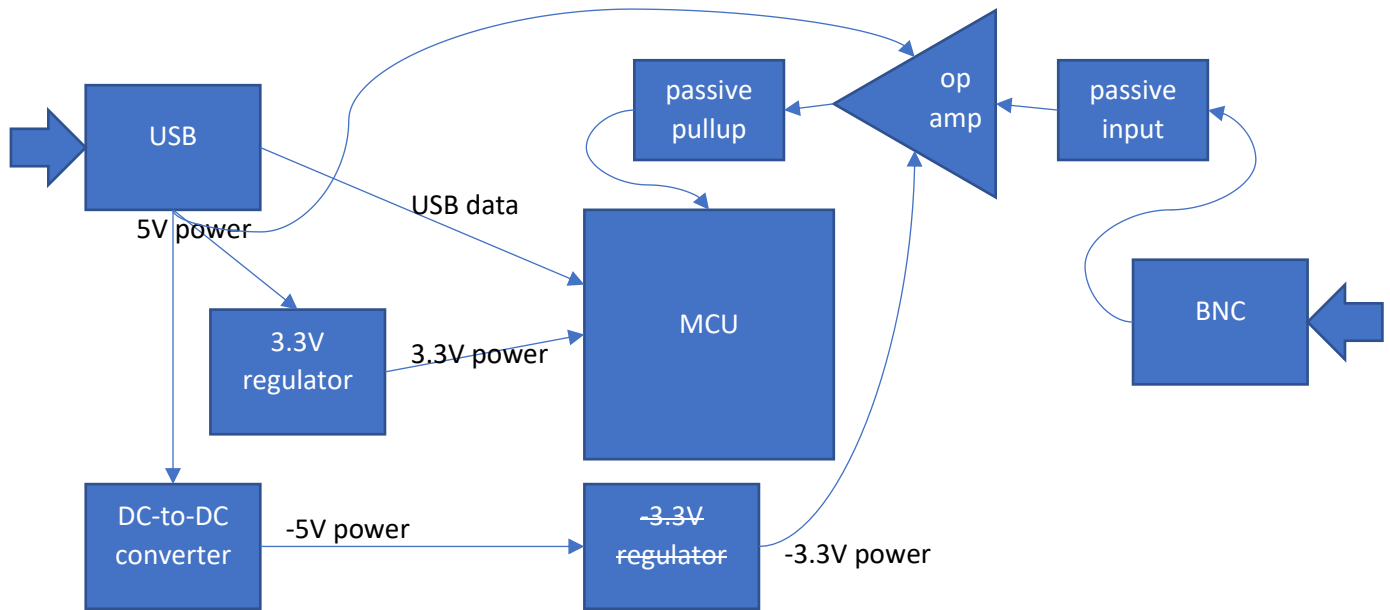 USB
5V power
USB data
passive
pullup
op
amp
passive
input
MCU
BNC
3.3V
regulator
3.3V power
DC-to-DC
converter
-5V power
-3.3V
regulator
-3.3V power